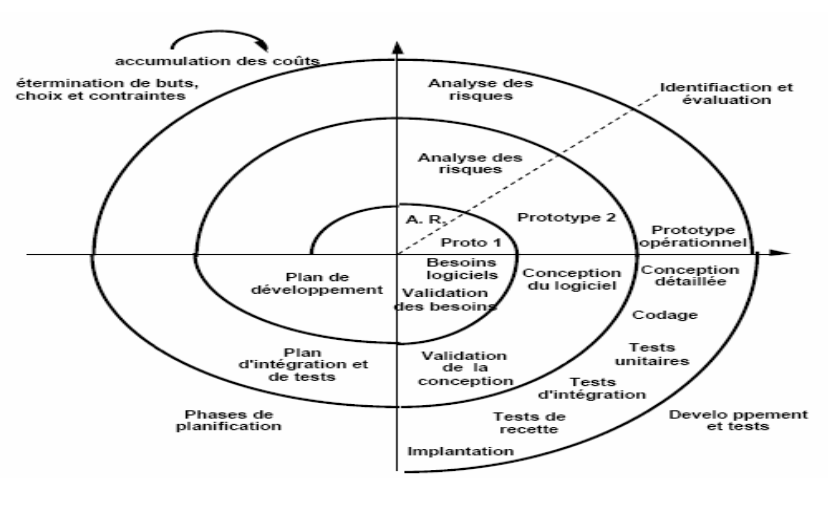 accumulation des coûts
étermination de buts,
choix et contraintes
Analyse des
risques
Identifiaction et
évaluation
Analyse des
risques
A. R.
Prototype 2
Proto 1
Prototype
opérationnel
Besoins
logiciels
Plan de
développement
Validation
des besoins
Conception
du logiciel
Conception
détaillée
Codage
Tests
unitaires
Plan
d'intégration et
de tests
Validation
de la
conception
Tests
d'intégration
Tests de
recette
Phases de
planification
Develo ppement
et tests
Implantation